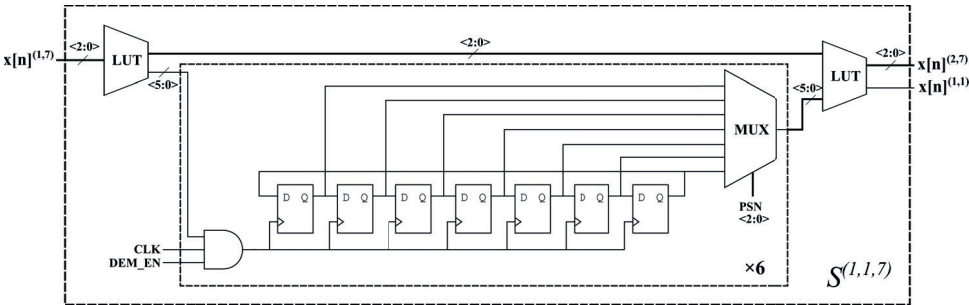 x[n]^(1,7)
<2:0>
LUT
<5:0>
<2:0>
MUX
<5:0>
LUT
<2:0>
x[n]^(2,7)
x[n]^(1,1)
D Q D Q D Q D Q D Q D Q D Q
PSN
<2:0>
CLK
DEM_EN
×6
S^(1,1,7)